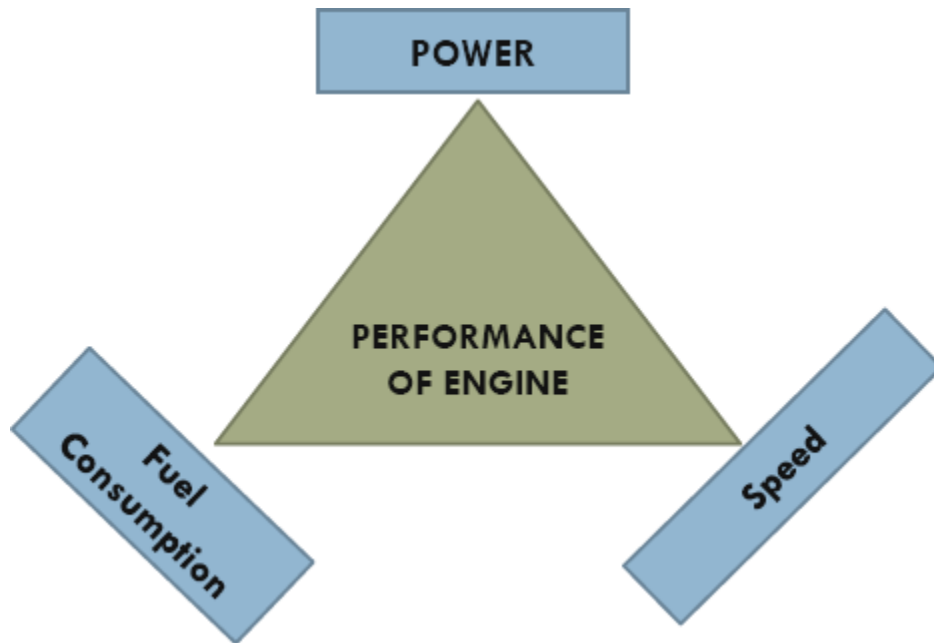 POWER
PERFORMANCE
OF ENGINE
Fuel
Consumption
Speed